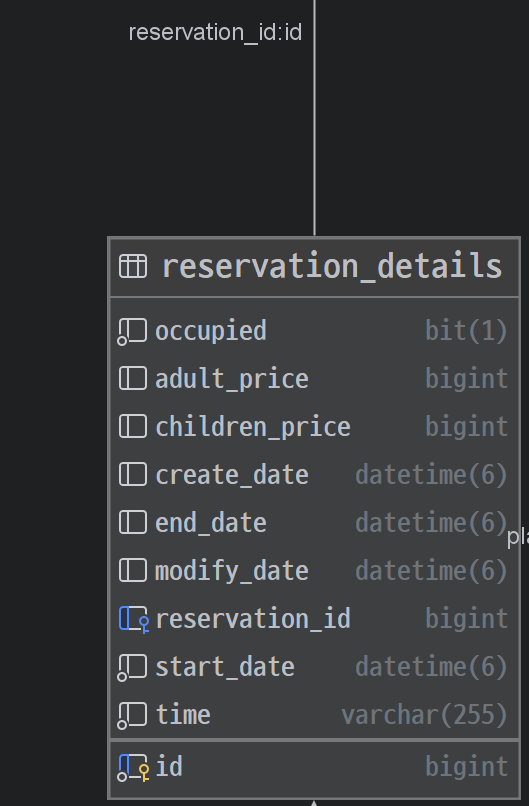 reservation_id:id
reservation_details
occupied bit(1)
adult_price bigint
children_price bigint
create_date datetime(6)
end_date datetime(6)
pla
modify_date datetime(6)
reservation_id bigint
start_date datetime(6)
time varchar(255)
id bigint